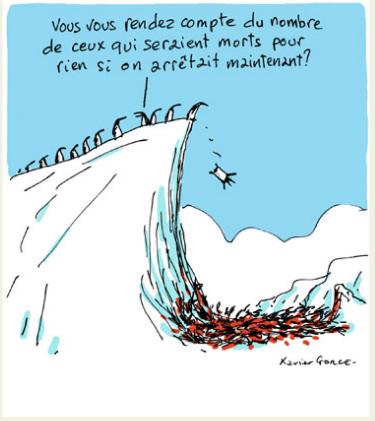 Vous vous rendez compte du nombre
de ceux qui seraient morts pour
rien si on arrêtait maintenant?
Xavier Gorce-